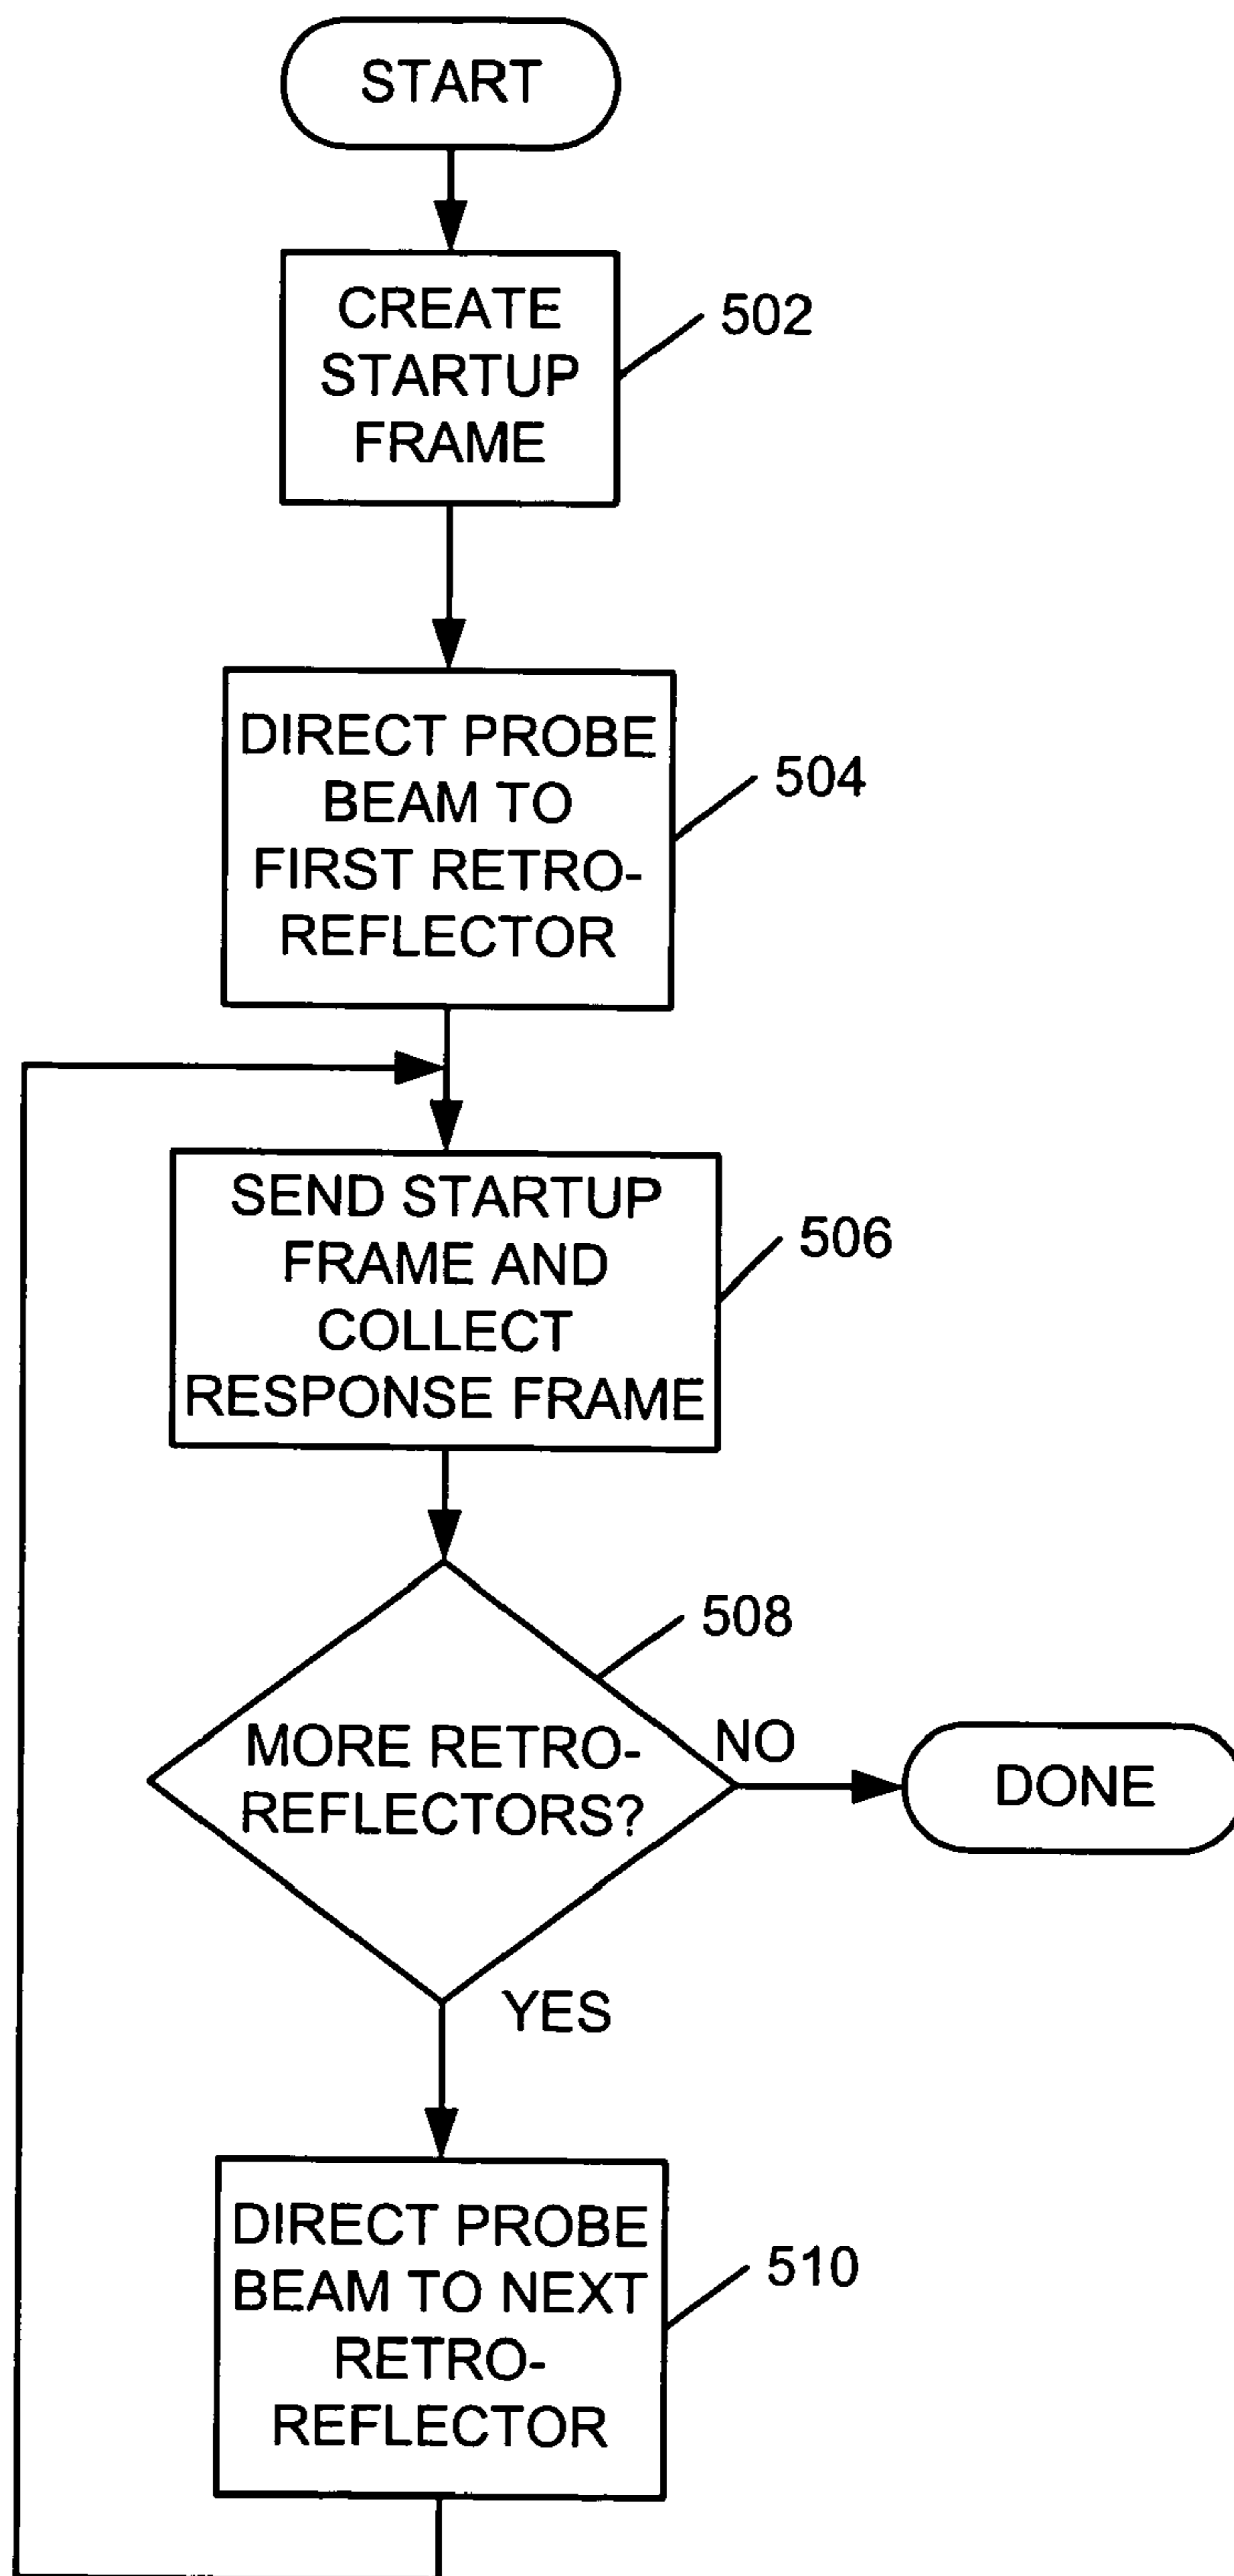 START
CREATE
STARTUP
FRAME
502
DIRECT PROBE
BEAM TO
FIRST RETRO-
REFLECTOR
504
SEND STARTUP
FRAME AND
COLLECT
RESPONSE FRAME
506
508
MORE RETRO-
REFLECTORS?
NO
DONE
YES
DIRECT PROBE
BEAM TO NEXT
RETRO-
REFLECTOR
510